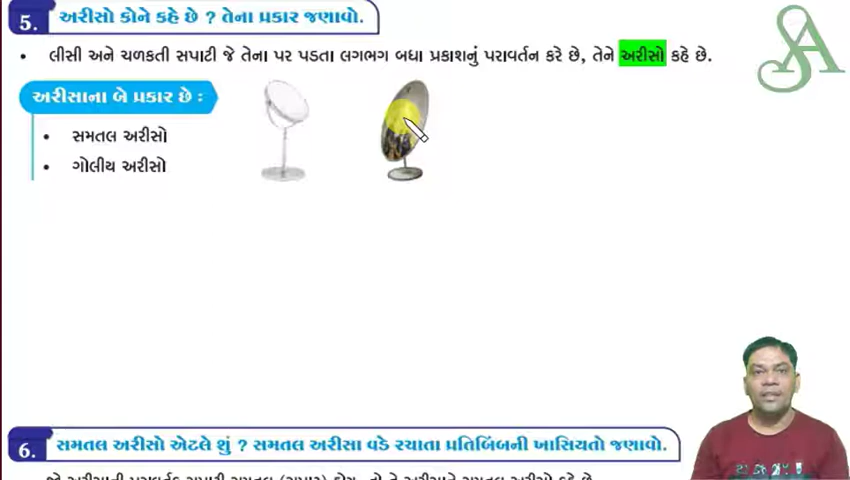 5. અરીસો કોને કહે છે ? તેના પ્રકાર જણાવો.
• લીસી અને ચળકતી સપાટી જે તેના પર પડતા લગભગ બધા પ્રકાશનું પરાવર્તન કરે છે, તેને અરીસો કહે છે.
અરીસાના બે પ્રકાર છે :
• સમતલ અરીસો
• ગોલીય અરીસો
6. સમતલ અરીસો એટલે શું ? સમતલ અરીસા વડે રચાતા પ્રતિબિંબની ખાસિયતો જણાવો.